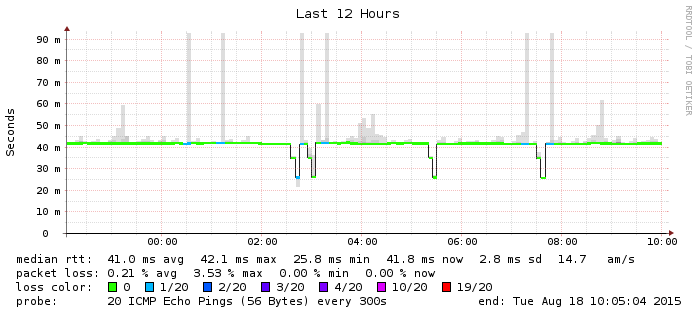 Last 12 Hours
RRDTOOL / TOBI OETIKER
Seconds
90 m
80 m
70 m
60 m
50 m
40 m
30 m
20 m
10 m
0
00:00 02:00 04:00 06:00 08:00 10:00
median rtt: 41.0 ms avg 42.1 ms max 25.8 ms min 41.8 ms now 2.8 ms sd 14.7 am/s
packet loss: 0.21 % avg 3.53 % max 0.00 % min 0.00 % now
loss color: 0 1/20 2/20 3/20 4/20 10/20 19/20
probe: 20 ICMP Echo Pings (56 Bytes) every 300s end: Tue Aug 18 10:05:04 2015